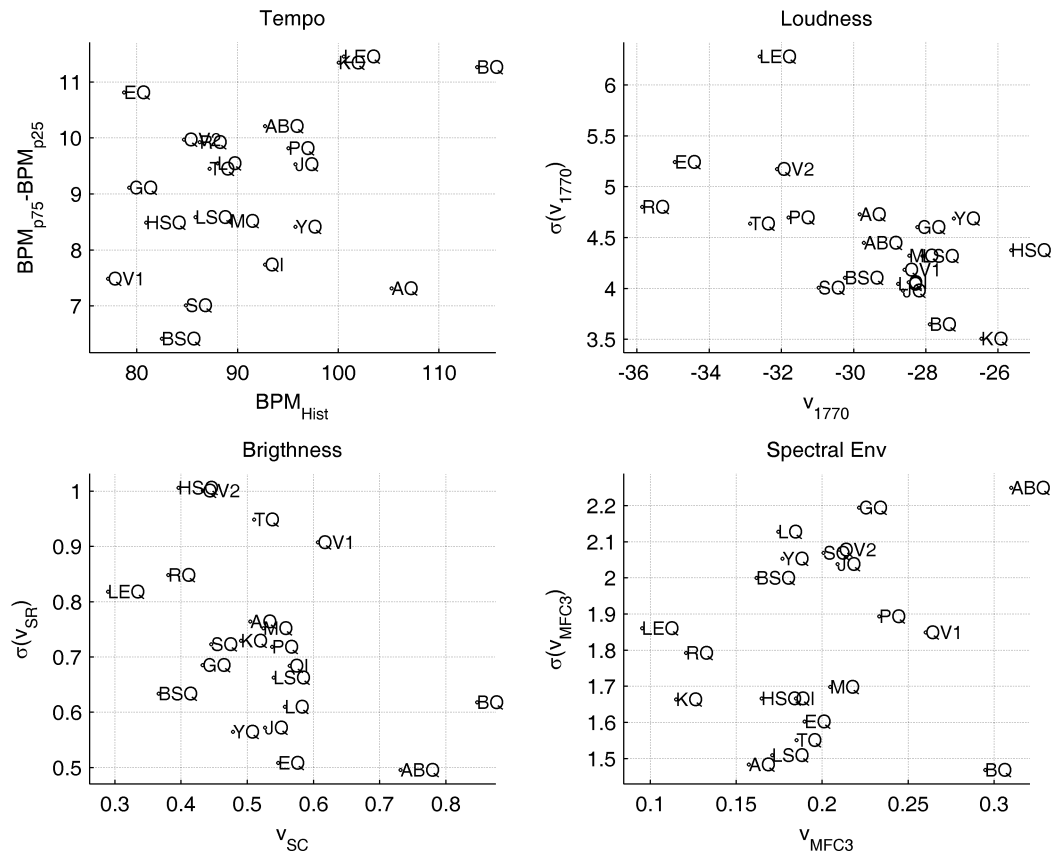 Tempo
BPM_p75-BPM_p25
11
10
9
8
7
LEQ
KQ
BQ
EQ
ABQ
QV2
RQ
PQ
LQ
TQ
JQ
GQ
LSQ
HSQ
MQ
YQ
QI
QV1
AQ
SQ
BSQ
80 90 100 110
BPM_Hist
Loudness
σ(v_1770)
6
5.5
5
4.5
4
3.5
LEQ
EQ
QV2
RQ
AQ
PQ
YQ
TQ
GQ
ABQ
HSQ
MQ
LSQ
QV1
BSQ
LQ
QI
SQ
JQ
BQ
KQ
-36 -34 -32 -30 -28 -26
v_1770
Brigthness
σ(v_SR)
1
0.9
0.8
0.7
0.6
0.5
HSQ
QV2
TQ
QV1
RQ
LEQ
AQ
MQ
KQ
SQ
PQ
GQ
QI
LSQ
BSQ
BQ
LQ
JQ
YQ
EQ
ABQ
0.3 0.4 0.5 0.6 0.7 0.8
v_SC
Spectral Env
σ(v_MFC3)
2.2
2.1
2
1.9
1.8
1.7
1.6
1.5
ABQ
GQ
LQ
QV2
SQ
YQ
JQ
BSQ
PQ
LEQ
QV1
RQ
MQ
KQ
HSQ
QI
EQ
TQ
LSQ
AQ
BQ
0.1 0.15 0.2 0.25 0.3
v_MFC3